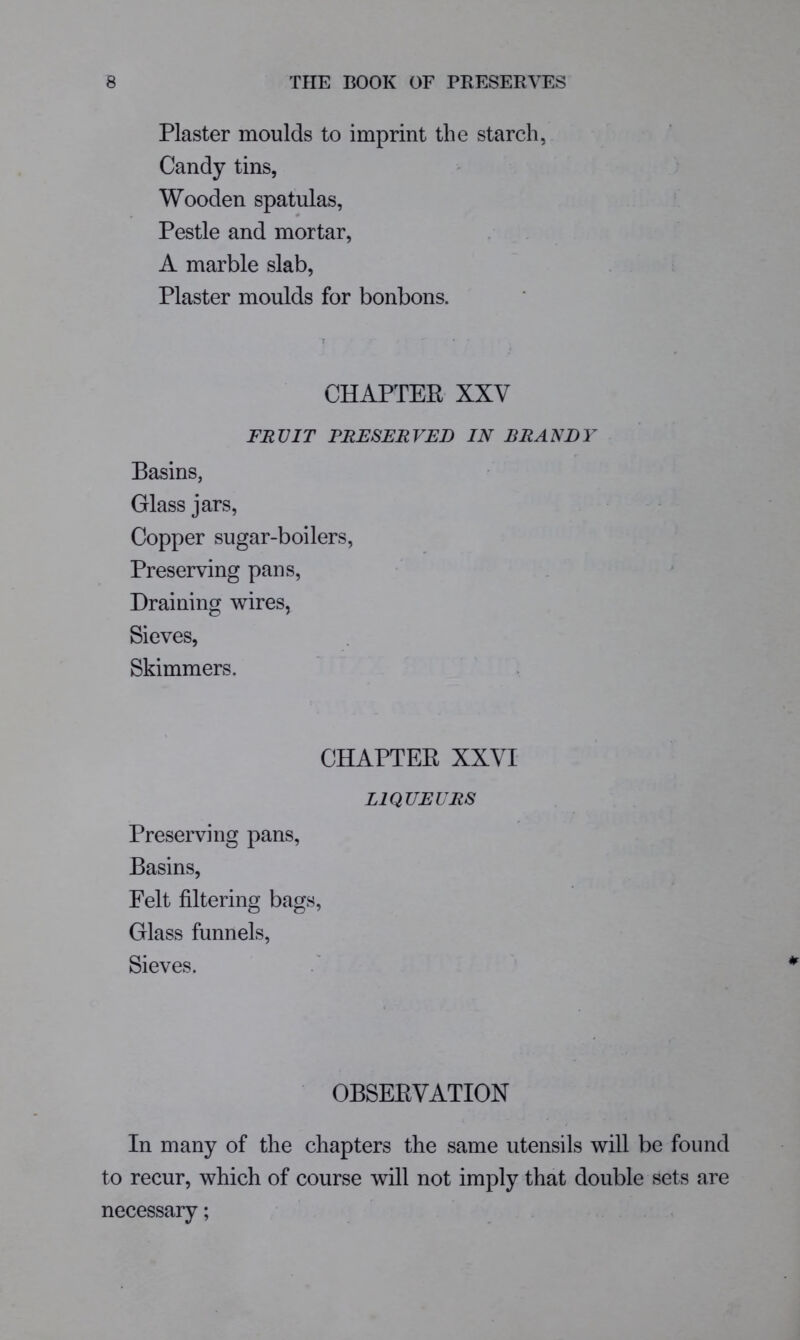 8 THE BOOK OF PRESERVES
Plaster moulds to imprint the starch,
Candy tins,
Wooden spatulas,
Pestle and mortar,
A marble slab,
Plaster moulds for bonbons.
CHAPTER XXV
FRUIT PRESERVED IN BRANDY
Basins,
Glass jars,
Copper sugar-boilers,
Preserving pans,
Draining wires,
Sieves,
Skimmers.
CHAPTER XXVI
LIQUEURS
Preserving pans,
Basins,
Felt filtering bags,
Glass funnels,
Sieves.
OBSERVATION
In many of the chapters the same utensils will be found
to recur, which of course will not imply that double sets are
necessary;